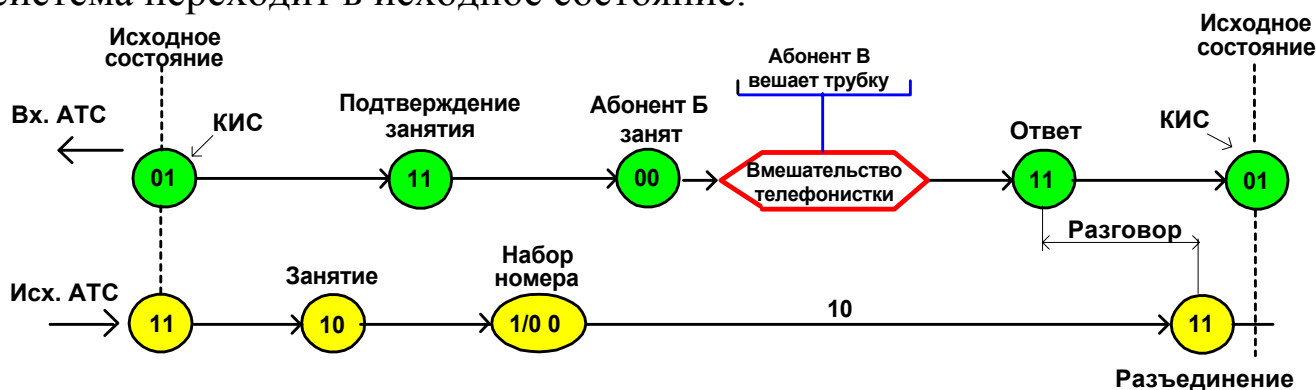 система переходит в исходное состояние.
Исходное
состояние
Исходное
состояние
Абонент В
вешает трубку
Вх. АТС
КИС
Подтверждение
занятия
Абонент Б
занят
Ответ
КИС
01
11
00
Вмешательство
телефонистки
11
01
Разговор
Исх. АТС
Занятие
Набор
номера
11
10
1/0 0
10
11
Разъединение